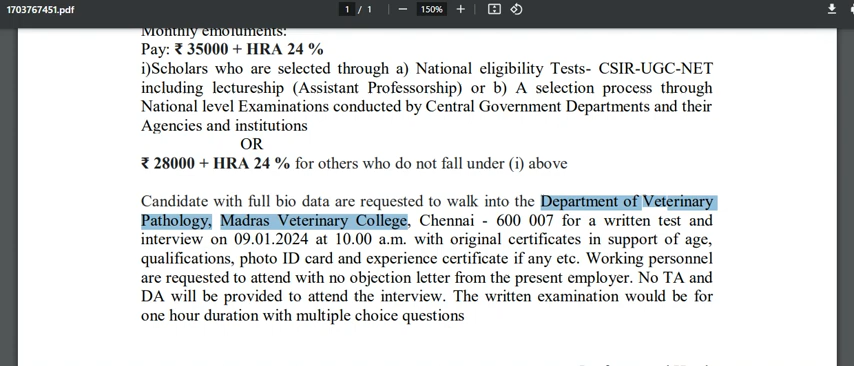 1703767451.pdf
1 / 1
150%
Monthly emoluments:
Pay: ₹ 35000 + HRA 24 %
i)Scholars who are selected through a) National eligibility Tests- CSIR-UGC-NET
including lectureship (Assistant Professorship) or b) A selection process through
National level Examinations conducted by Central Government Departments and their
Agencies and institutions
OR
₹ 28000 + HRA 24 % for others who do not fall under (i) above
Candidate with full bio data are requested to walk into the Department of Veterinary
Pathology, Madras Veterinary College, Chennai - 600 007 for a written test and
interview on 09.01.2024 at 10.00 a.m. with original certificates in support of age,
qualifications, photo ID card and experience certificate if any etc. Working personnel
are requested to attend with no objection letter from the present employer. No TA and
DA will be provided to attend the interview. The written examination would be for
one hour duration with multiple choice questions